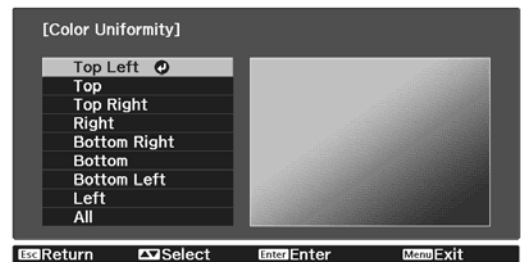 [Color Uniformity]
Top Left
Top
Top Right
Right
Bottom Right
Bottom
Bottom Left
Left
All
Esc Return Select Enter Enter Menu Exit